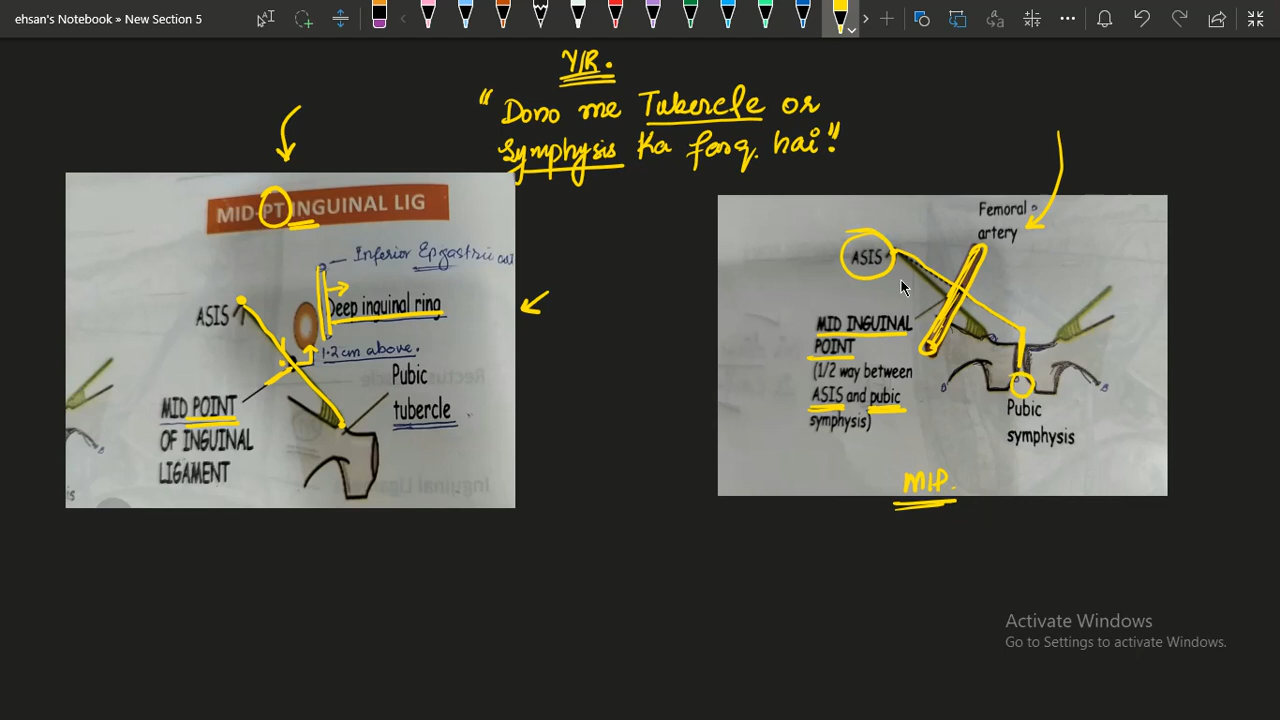 ehsan's Notebook » New Section 5
Y/R.
"Dono me Tubercle or
Symphysis ka farq hai."
MID-PT INGUINAL LIG
Inferior Epigastric
ASIS
Deep inguinal ring
1.2 cm above.
Pubic
tubercle
MID POINT
OF INGUINAL
LIGAMENT
Femoral
artery
ASIS
MID INGUINAL
POINT
(1/2 way between
ASIS and pubic
symphysis)
Pubic
symphysis
MIP.
Activate Windows
Go to Settings to activate Windows.